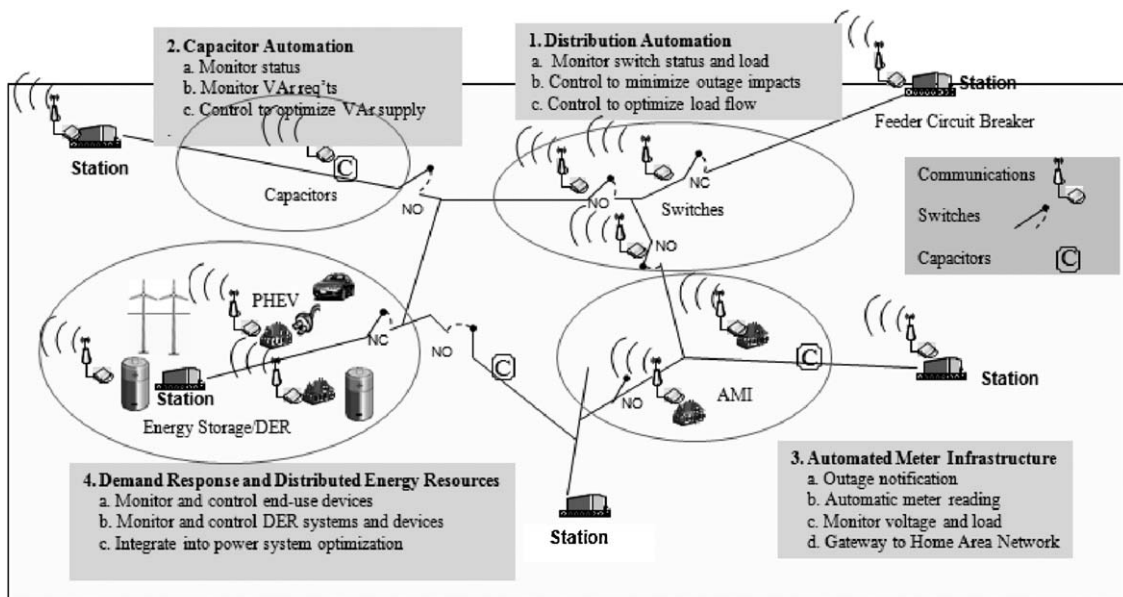 2. Capacitor Automation
a. Monitor status
b. Monitor VAr req'ts
c. Control to optimize VAr supply
1. Distribution Automation
a. Monitor switch status and load
b. Control to minimize outage impacts
c. Control to optimize load flow
Station
Feeder Circuit Breaker
Station
C
Capacitors
NO
NO
NC
Switches
NO
Communications
Switches
Capacitors
C
PHEV
NC
NO
C
Station
Energy Storage/DER
C
NO
AMI
Station
4. Demand Response and Distributed Energy Resources
a. Monitor and control end-use devices
b. Monitor and control DER systems and devices
c. Integrate into power system optimization
Station
3. Automated Meter Infrastructure
a. Outage notification
b. Automatic meter reading
c. Monitor voltage and load
d. Gateway to Home Area Network